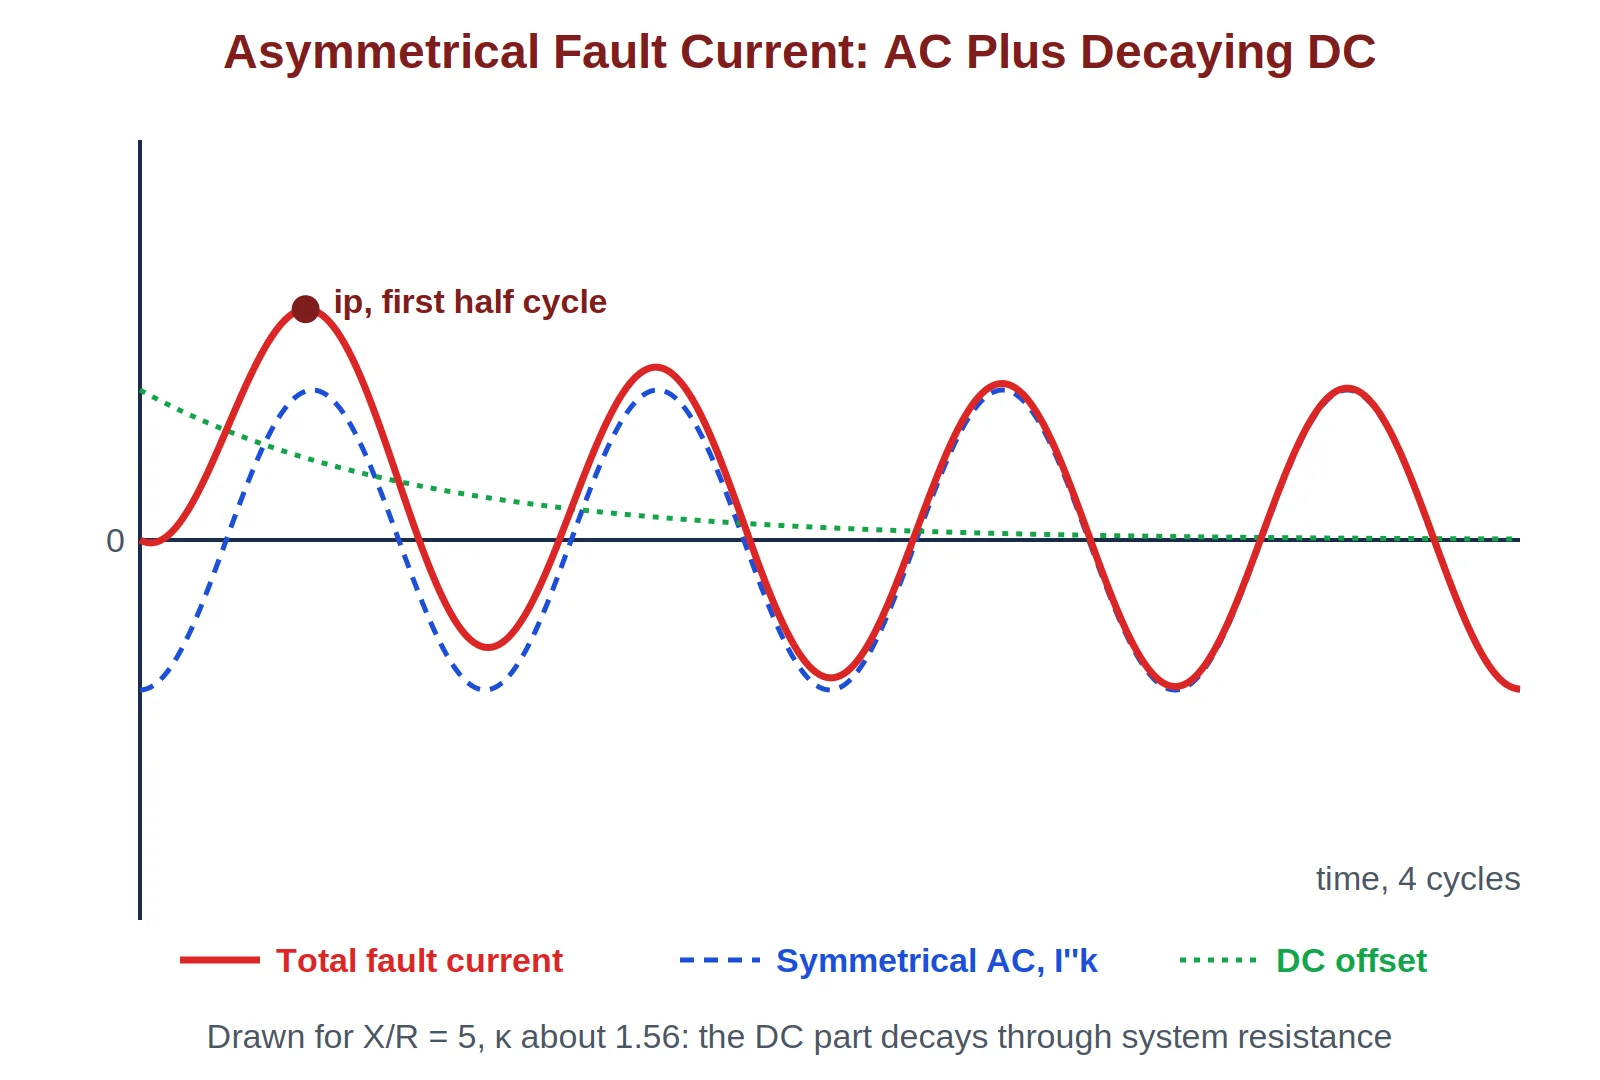 Asymmetrical Fault Current: AC Plus Decaying DC
ip, first half cycle
0
time, 4 cycles
Total fault current
Symmetrical AC, I"k
DC offset
Drawn for X/R = 5, κ about 1.56: the DC part decays through system resistance